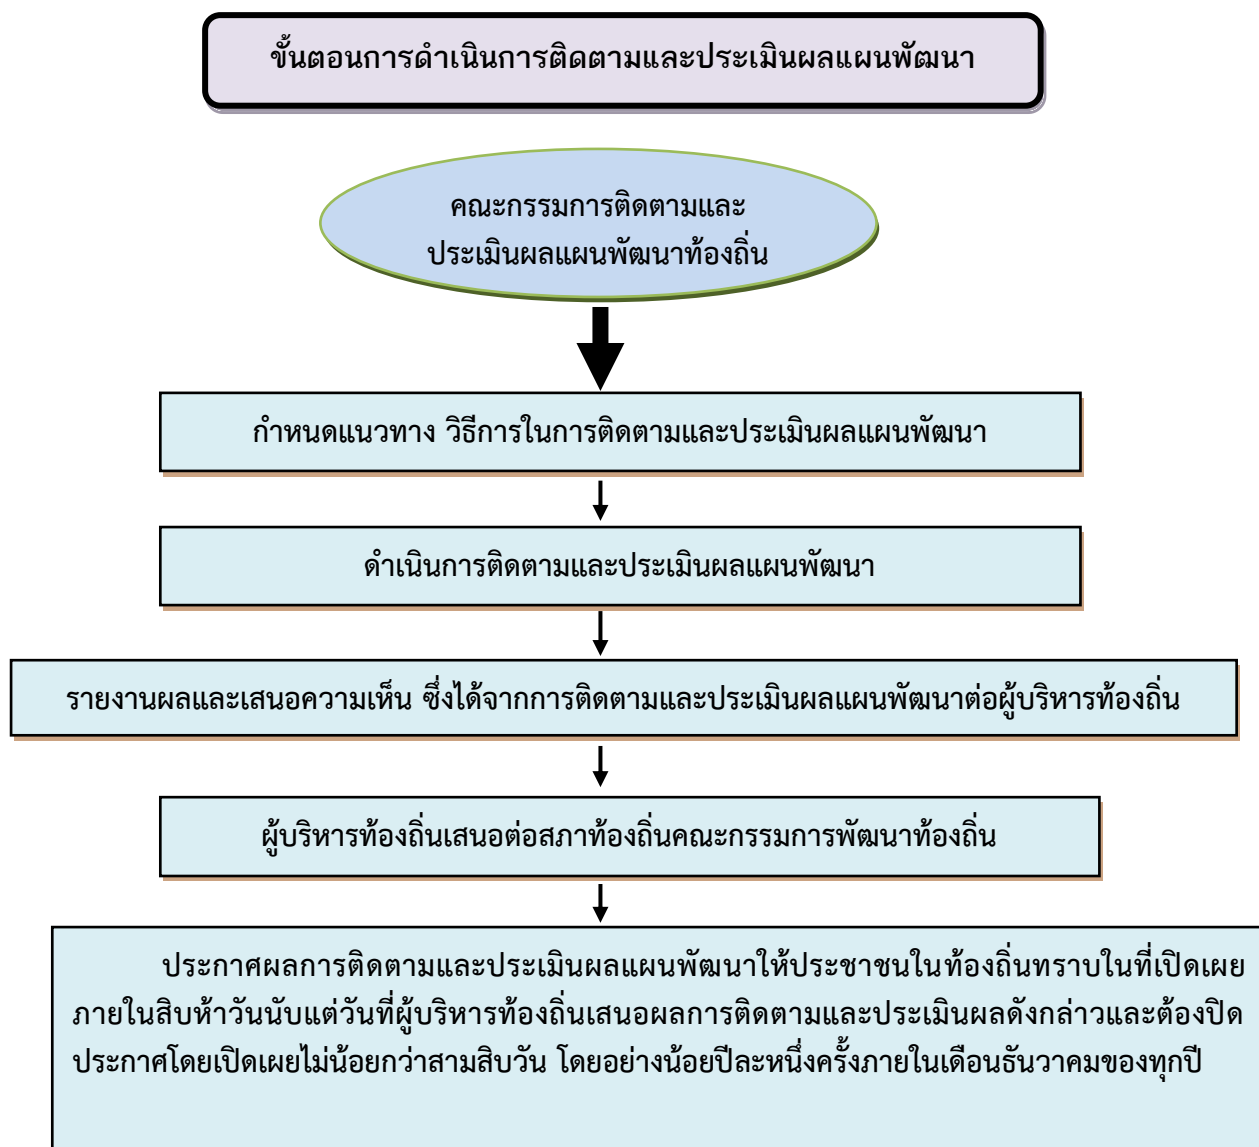 ขั้นตอนการดำเนินการติดตามและประเมินผลแผนพัฒนา
คณะกรรมการติดตามและ
ประเมินผลแผนพัฒนาท้องถิ่น
กำหนดแนวทาง วิธีการในการติดตามและประเมินผลแผนพัฒนา
ดำเนินการติดตามและประเมินผลแผนพัฒนา
รายงานผลและเสนอความเห็น ซึ่งได้จากการติดตามและประเมินผลแผนพัฒนาต่อผู้บริหารท้องถิ่น
ผู้บริหารท้องถิ่นเสนอต่อสภาท้องถิ่นคณะกรรมการพัฒนาท้องถิ่น
ประกาศผลการติดตามและประเมินผลแผนพัฒนาให้ประชาชนในท้องถิ่นทราบในที่เปิดเผย
ภายในสิบห้าวันนับแต่วันที่ผู้บริหารท้องถิ่นเสนอผลการติดตามและประเมินผลดังกล่าวและต้องปิด
ประกาศโดยเปิดเผยไม่น้อยกว่าสามสิบวัน โดยอย่างน้อยปีละหนึ่งครั้งภายในเดือนธันวาคมของทุกปี